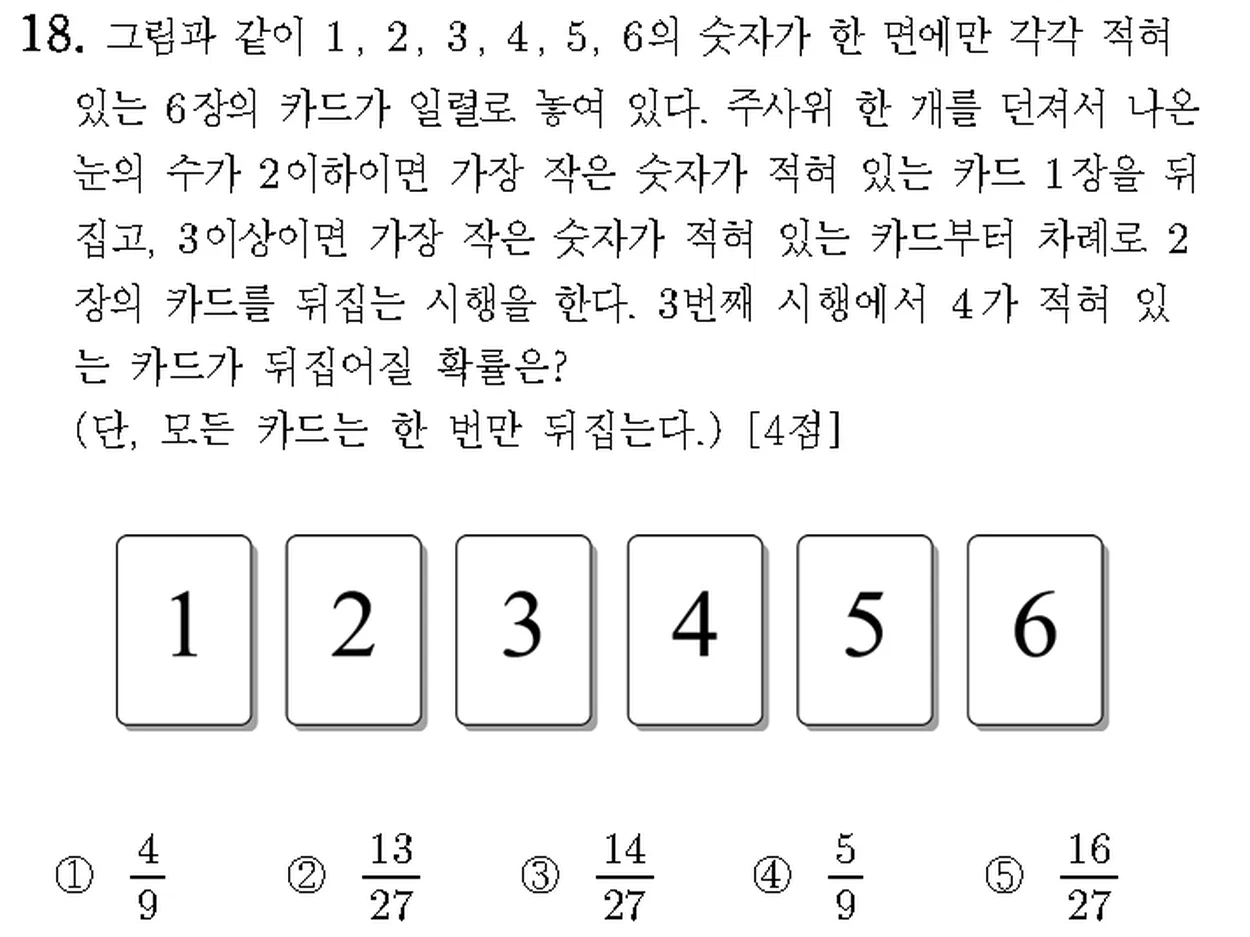 18. 그림과 같이 1, 2, 3, 4, 5, 6의 숫자가 한 면에만 각각 적혀
있는 6장의 카드가 일렬로 놓여 있다. 주사위 한 개를 던져서 나온
눈의 수가 2이하이면 가장 작은 숫자가 적혀 있는 카드 1장을 뒤
집고, 3이상이면 가장 작은 숫자가 적혀 있는 카드부터 차례로 2
장의 카드를 뒤집는 시행을 한다. 3번째 시행에서 4가 적혀 있
는 카드가 뒤집어질 확률은?
(단, 모든 카드는 한 번만 뒤집는다.) [4점]
1 2 3 4 5 6
① 4/9 ② 13/27 ③ 14/27 ④ 5/9 ⑤ 16/27